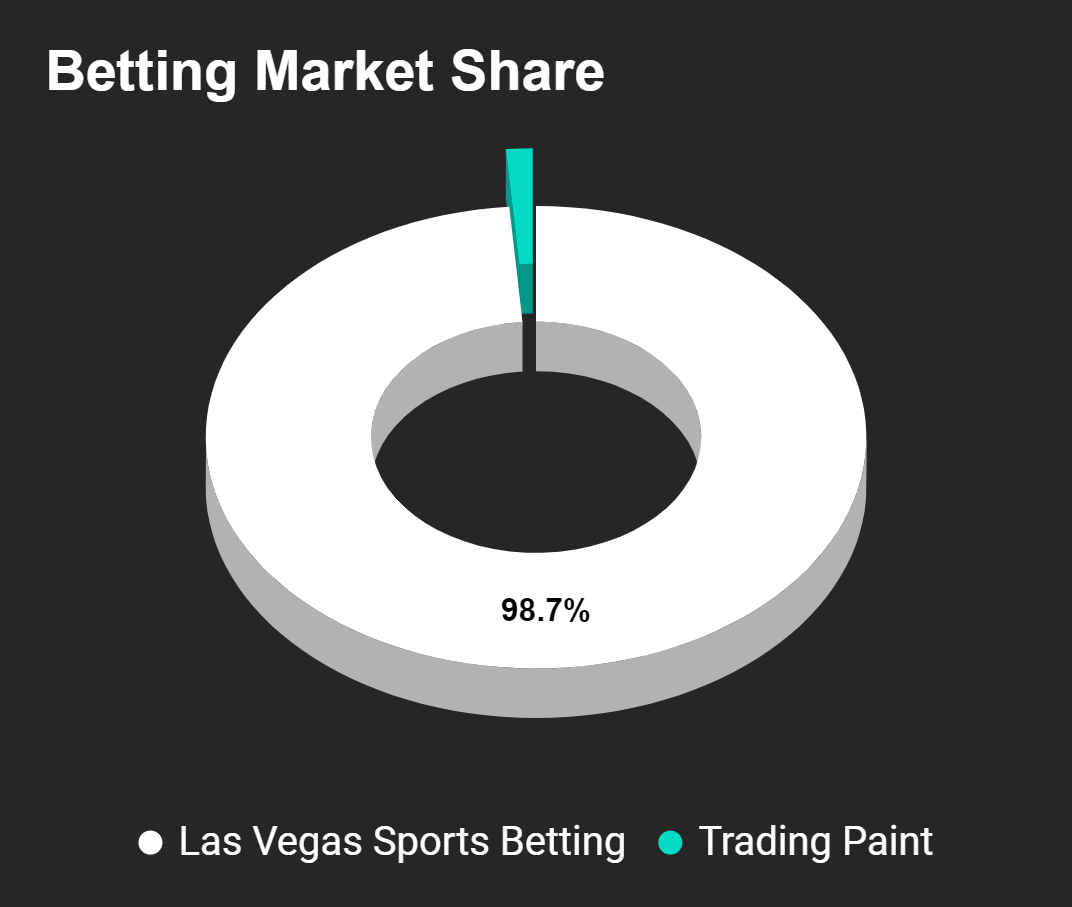 Betting Market Share
98.7%
Las Vegas Sports Betting Trading Paint